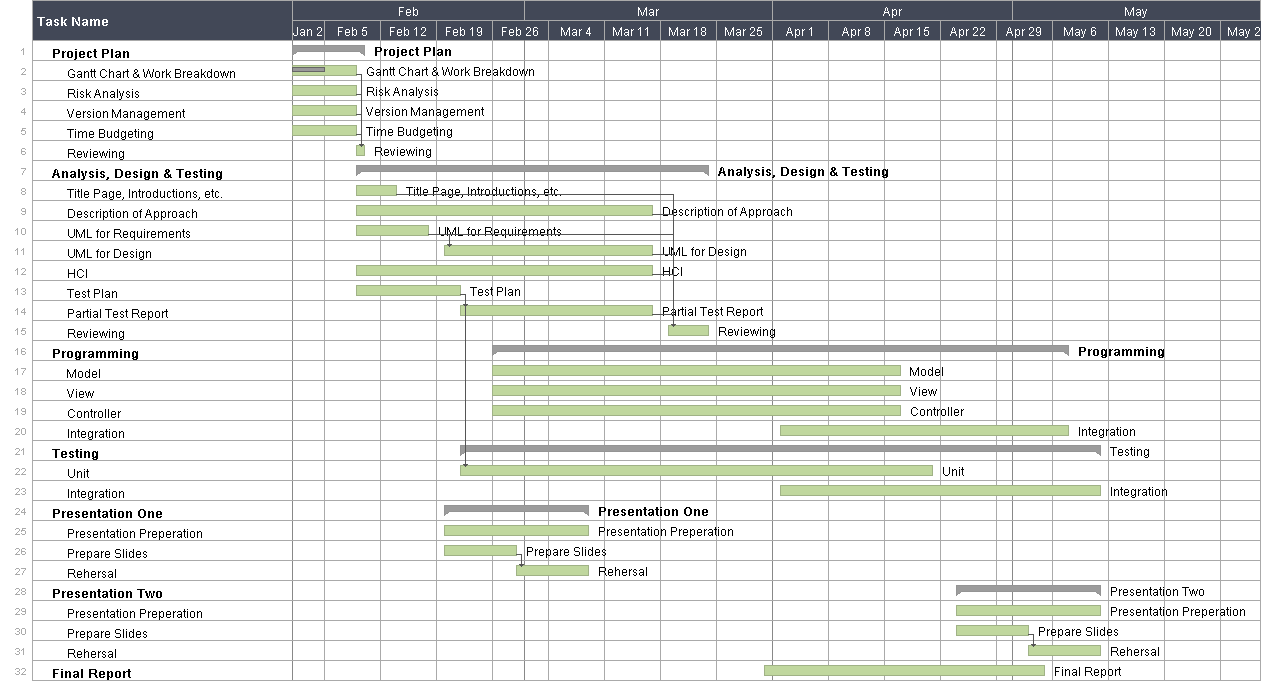 Task Name
Feb Mar Apr May
Jan 2 Feb 5 Feb 12 Feb 19 Feb 26 Mar 4 Mar 11 Mar 18 Mar 25 Apr 1 Apr 8 Apr 15 Apr 22 Apr 29 May 6 May 13 May 20 May 2
1 Project Plan Project Plan
2 Gantt Chart & Work Breakdown Gantt Chart & Work Breakdown
3 Risk Analysis Risk Analysis
4 Version Management Version Management
5 Time Budgeting Time Budgeting
6 Reviewing Reviewing
7 Analysis, Design & Testing Analysis, Design & Testing
8 Title Page, Introductions, etc. Title Page, Introductions, etc.
9 Description of Approach Description of Approach
10 UML for Requirements UML for Requirements
11 UML for Design UML for Design
12 HCI HCI
13 Test Plan Test Plan
14 Partial Test Report Partial Test Report
15 Reviewing Reviewing
16 Programming Programming
17 Model Model
18 View View
19 Controller Controller
20 Integration Integration
21 Testing Testing
22 Unit Unit
23 Integration Integration
24 Presentation One Presentation One
25 Presentation Preperation Presentation Preperation
26 Prepare Slides Prepare Slides
27 Rehersal Rehersal
28 Presentation Two Presentation Two
29 Presentation Preperation Presentation Preperation
30 Prepare Slides Prepare Slides
31 Rehersal Rehersal
32 Final Report Final Report